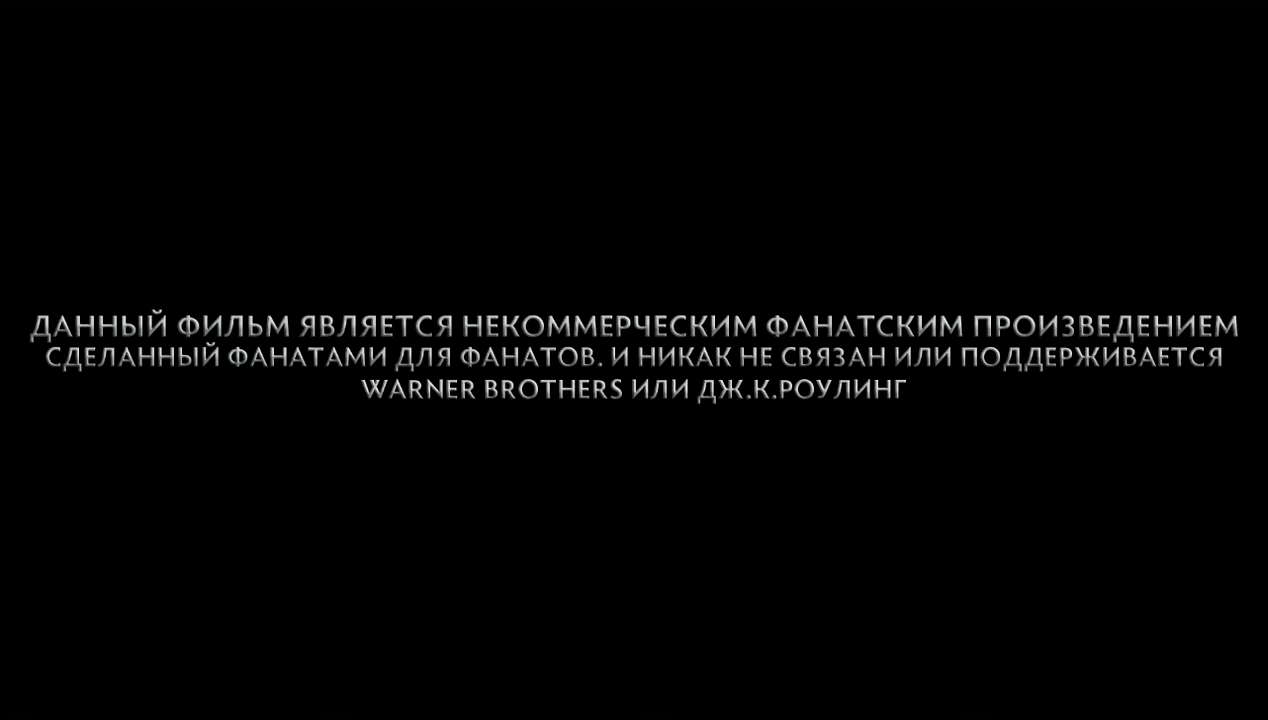 ДАННЫЙ ФИЛЬМ ЯВЛЯЕТСЯ НЕКОММЕРЧЕСКИМ ФАНАТСКИМ ПРОИЗВЕДЕНИЕМ
СДЕЛАННЫЙ ФАНАТАМИ ДЛЯ ФАНАТОВ. И НИКАК НЕ СВЯЗАН ИЛИ ПОДДЕРЖИВАЕТСЯ
WARNER BROTHERS ИЛИ ДЖ.К.РОУЛИНГ